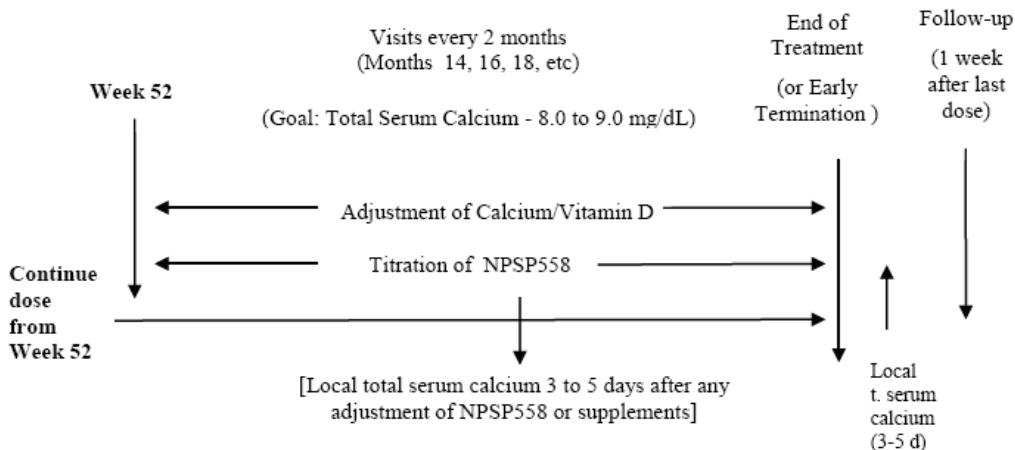 Visits every 2 months
(Months 14, 16, 18, etc)
Week 52
(Goal: Total Serum Calcium - 8.0 to 9.0 mg/dL)
End of
Treatment
(or Early
Termination )
Follow-up
(1 week
after last
dose)
Adjustment of Calcium/Vitamin D
Titration of NPSP558
Continue
dose
from
Week 52
[Local total serum calcium 3 to 5 days after any
adjustment of NPSP558 or supplements]
Local
t. serum
calcium
(3-5 d)